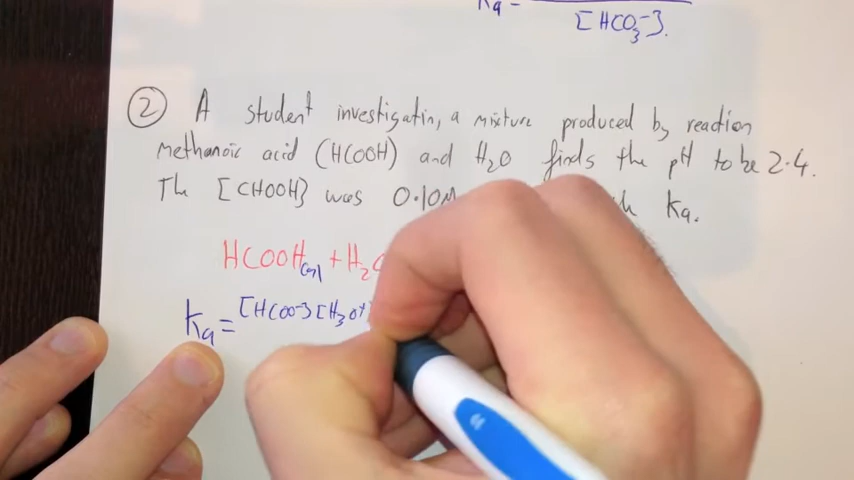 Ka =
[HCO3-].
② A student investigatin, a mixture produced by reaction
methanoic acid (HCOOH) and H2O finds the pH to be 2.4.
The [CHOOH] was 0.10M Ka.
HCOOH(aq) + H2
Ka = [HCOO-][H3O+]